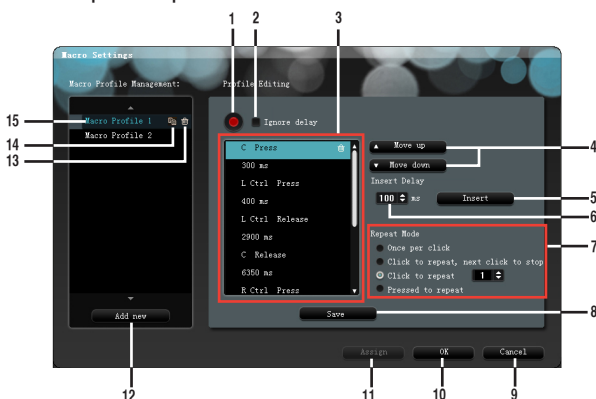 1 2 3
Macro Settings
Macro Profile Management:
Profile Editing
Ignore delay
15 Macro Profile 1
14
13
Macro Profile 2
C Press
300 ms
L Ctrl Press
400 ms
L Ctrl Release
2900 ms
C Release
6350 ms
R Ctrl Press
Move up
Move down
4
Insert Delay
100 ms Insert
5
6
Repeat Mode
7
Once per click
Click to repeat, next click to stop
Click to repeat 1
Pressed to repeat
Add new
Save
8
Assign OK Cancel
12 11 10 9